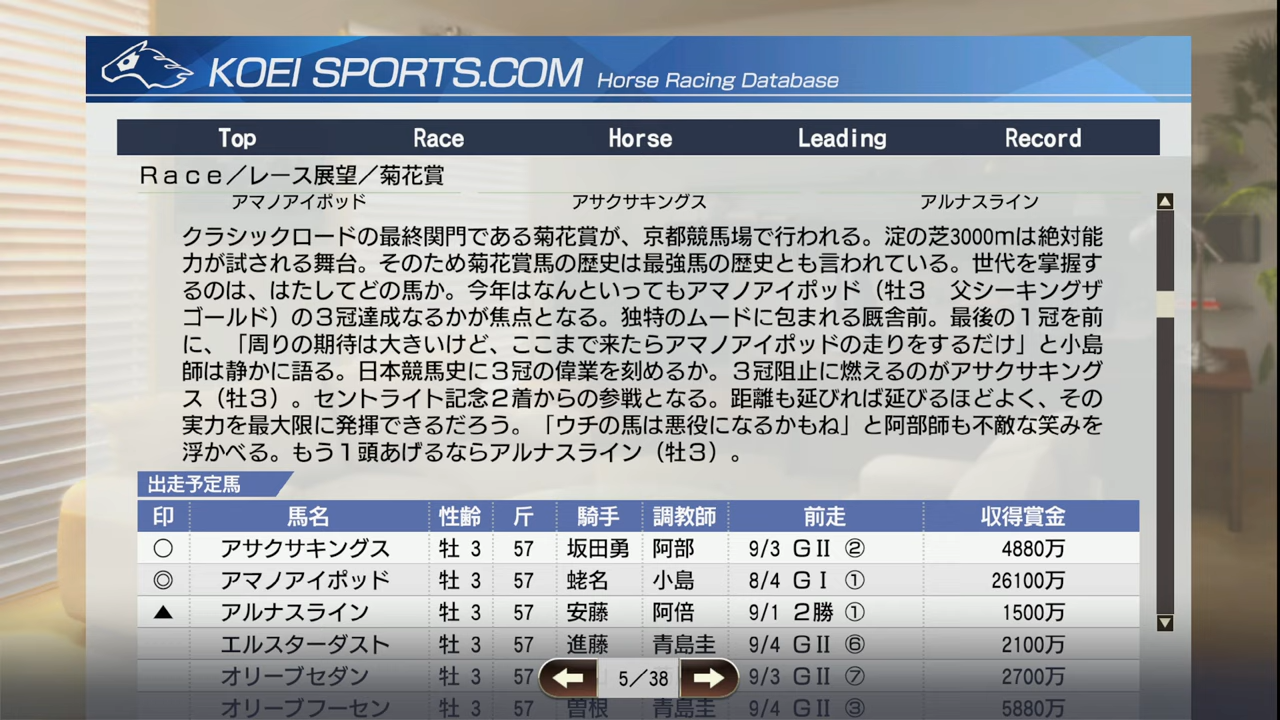 KOEI SPORTS.COM Horse Racing Database
Top Race Horse Leading Record
Ｒａｃｅ／レース展望／菊花賞
アマノアイポッド アサクサキングス アルナスライン
クラシックロードの最終関門である菊花賞が、京都競馬場で行われる。淀の芝3000mは絶対能
力が試される舞台。そのため菊花賞馬の歴史は最強馬の歴史とも言われている。世代を掌握す
るのは、はたしてどの馬か。今年はなんといってもアマノアイポッド（牡３　父シーキングザ
ゴールド）の３冠達成なるかが焦点となる。独特のムードに包まれる厩舎前。最後の１冠を前
に、「周りの期待は大きいけど、ここまで来たらアマノアイポッドの走りをするだけ」と小島
師は静かに語る。日本競馬史に３冠の偉業を刻めるか。３冠阻止に燃えるのがアサクサキング
ス（牡３）。セントライト記念２着からの参戦となる。距離も延びれば延びるほどよく、その
実力を最大限に発揮できるだろう。「ウチの馬は悪役になるかもね」と阿部師も不敵な笑みを
浮かべる。もう１頭あげるならアルナスライン（牡３）。
出走予定馬
印 馬名 性齢 斤 騎手 調教師 前走 収得賞金
○ アサクサキングス 牡 3 57 坂田勇 阿部 9/3 GⅡ ② 4880万
◎ アマノアイポッド 牡 3 57 蛯名 小島 8/4 GⅠ ① 26100万
▲ アルナスライン 牡 3 57 安藤 阿倍 9/1 2勝 ① 1500万
エルスターダスト 牡 3 57 進藤 青島圭 9/4 GⅡ ⑥ 2100万
オリーブセダン 牡 3 57 9/3 GⅡ ⑦ 2700万
5／38
オリーブフーセン 牡 3 57 曽根 青島圭 9/4 GⅡ ③ 5880万